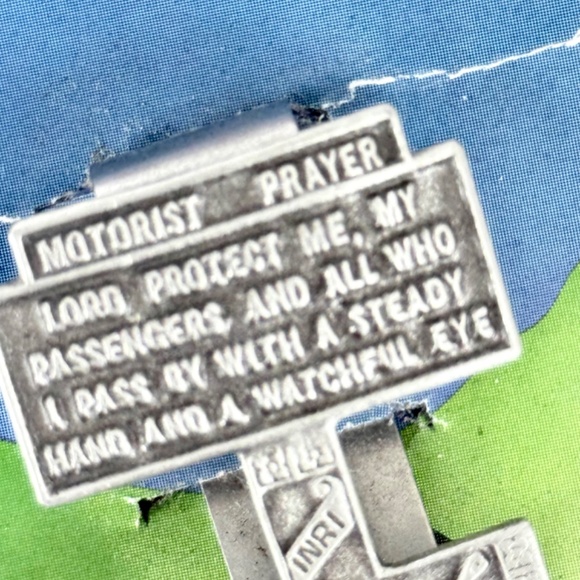 MOTORIST PRAYER
LORD PROTECT ME, MY
PASSENGERS AND ALL WHO
I PASS BY WITH A STEADY
HAND AND A WATCHFUL EYE
INRI